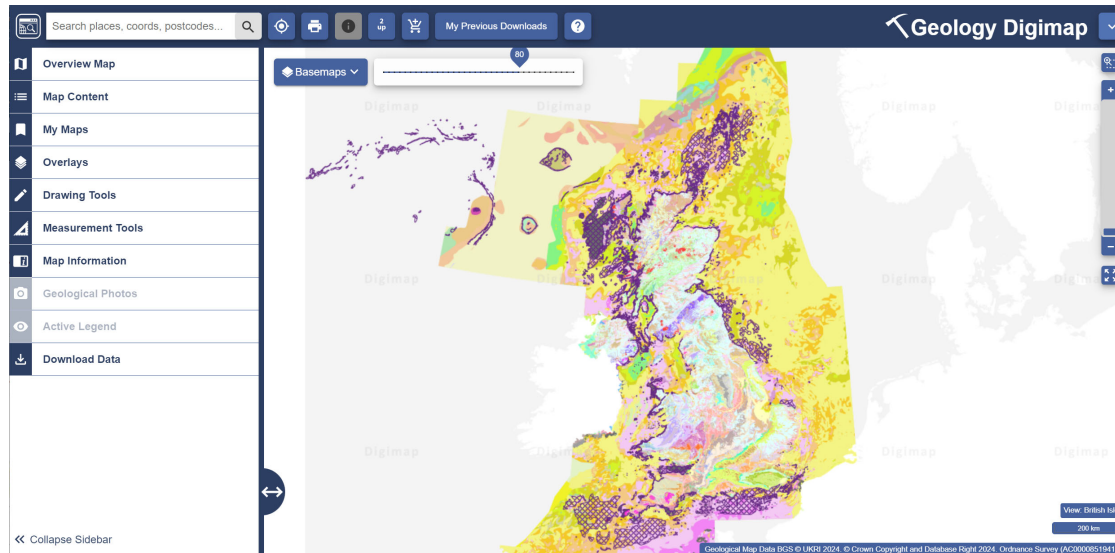 Search places, coords, postcodes...
2
up
My Previous Downloads
?
Geology Digimap
Overview Map
Map Content
My Maps
Overlays
Drawing Tools
Measurement Tools
Map Information
Geological Photos
Active Legend
Download Data
Collapse Sidebar
Basemaps
80
Digimap
Digimap
Digimap
Digimap
Digimap
Digimap
Digimap
Digimap
View: British Isl
200 km
Geological Map Data BGS © UKRI 2024. © Crown Copyright and Database Right 2024. Ordnance Survey (AC0000851941